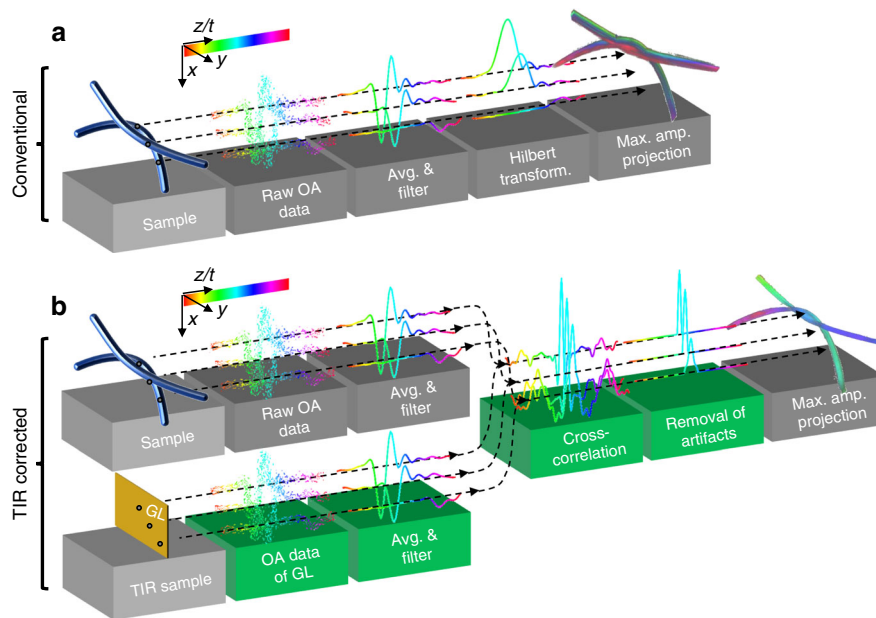 a
z/t
y
x
Conventional
Sample
Raw OA
data
Avg. &
filter
Hilbert
transform.
Max. amp.
projection
b
z/t
y
x
TIR corrected
Sample
Raw OA
data
Avg. &
filter
Cross-
correlation
Removal of
artifacts
Max. amp.
projection
GL
TIR sample
OA data
of GL
Avg. &
filter